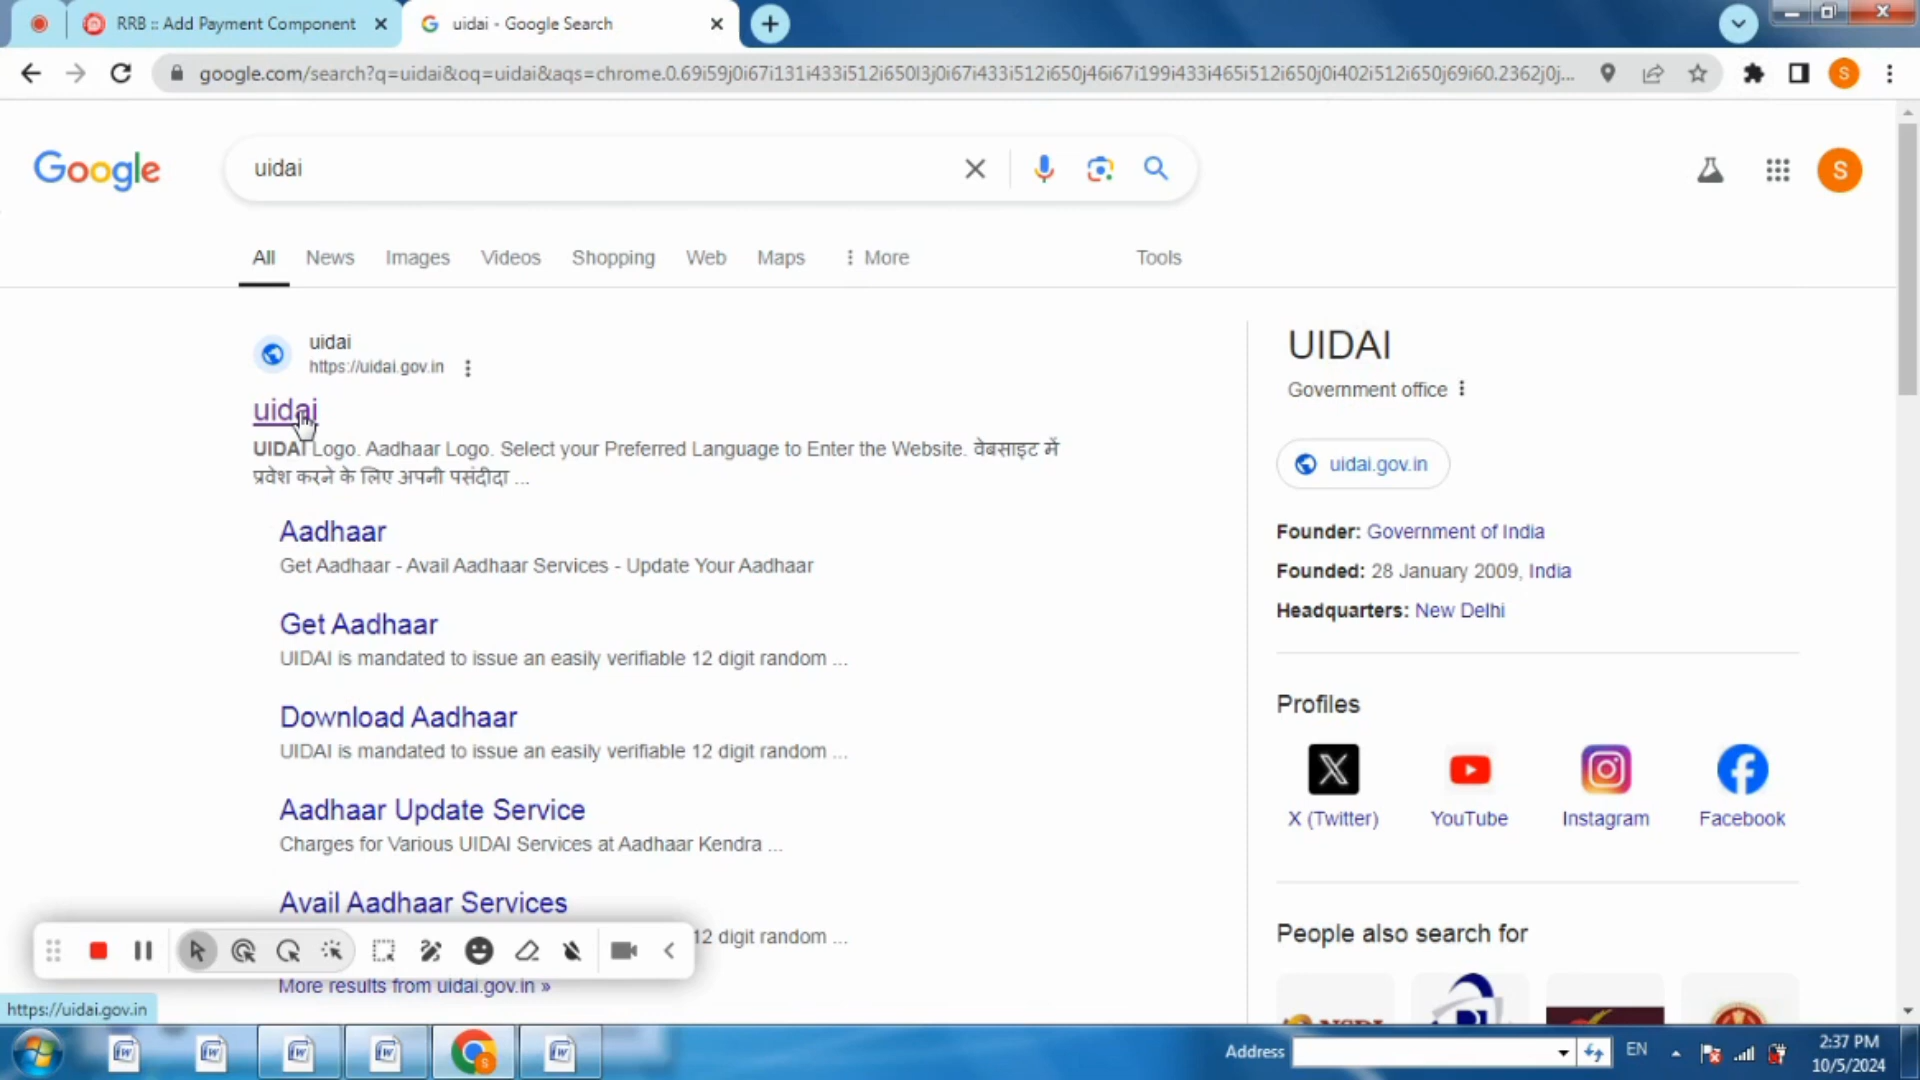 RRB :: Add Payment Component
uidai - Google Search
google.com/search?q=uidai&oq=uidai&aqs=chrome.0.69i59j0i67i131i433i512i650l3j0i67i433i512i650j46i67i199i433i465i512i650j0i402i512i650j69i60.2362j0j...
S
Google
uidai
S
All
News
Images
Videos
Shopping
Web
Maps
More
Tools
uidai
https://uidai.gov.in
uidai
UIDAI Logo. Aadhaar Logo. Select your Preferred Language to Enter the Website. वेबसाइट में
प्रवेश करने के लिए अपनी पसंदीदा ...
Aadhaar
Get Aadhaar - Avail Aadhaar Services - Update Your Aadhaar
Get Aadhaar
UIDAI is mandated to issue an easily verifiable 12 digit random ...
Download Aadhaar
UIDAI is mandated to issue an easily verifiable 12 digit random ...
Aadhaar Update Service
Charges for Various UIDAI Services at Aadhaar Kendra ...
Avail Aadhaar Services
12 digit random ...
More results from uidai.gov.in »
UIDAI
Government office
uidai.gov.in
Founder: Government of India
Founded: 28 January 2009, India
Headquarters: New Delhi
Profiles
X (Twitter)
YouTube
Instagram
Facebook
People also search for
https://uidai.gov.in
Address
EN
2:37 PM
10/5/2024